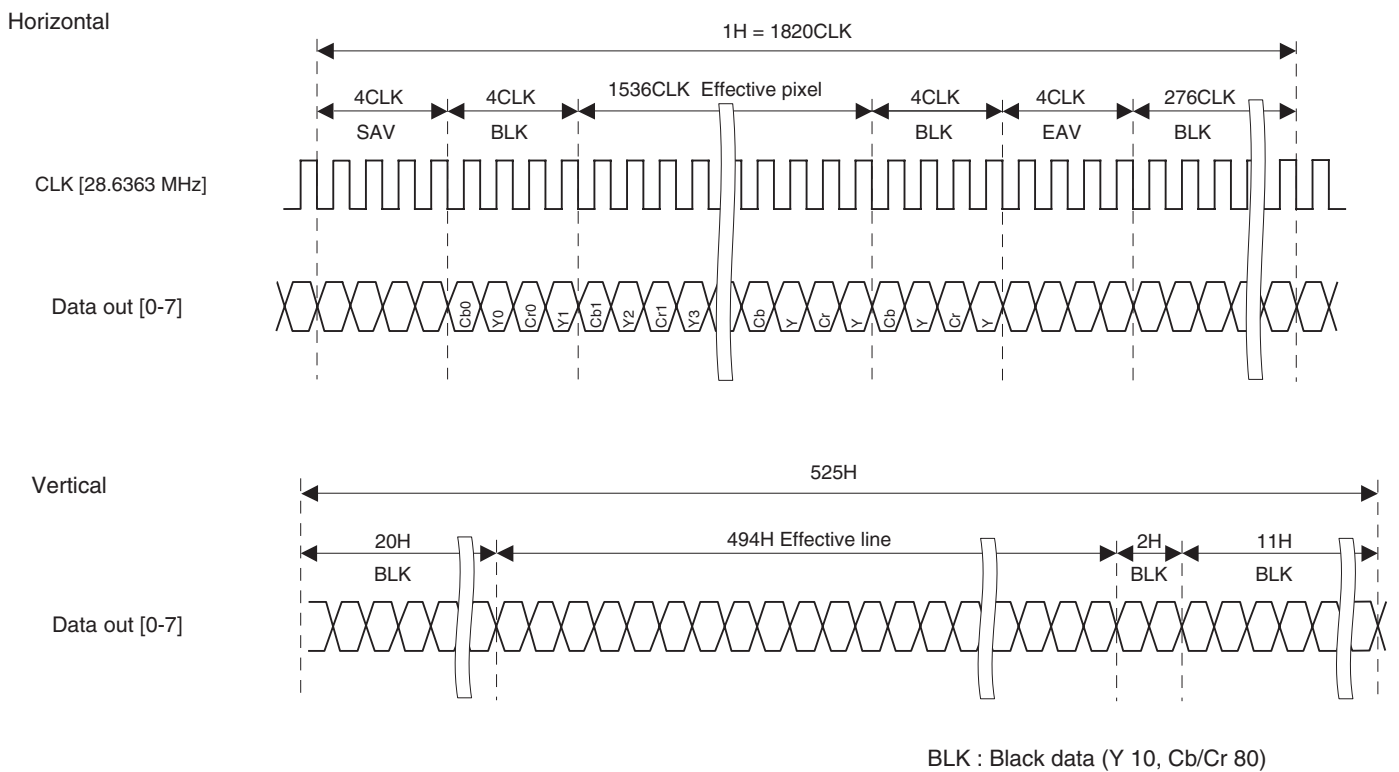 Horizontal
1H = 1820CLK
4CLK 4CLK 1536CLK Effective pixel 4CLK 4CLK 276CLK
SAV BLK BLK EAV BLK
CLK [28.6363 MHz]
Data out [0-7]
Cb0 Y0 Cr0 Y1 Cb1 Y2 Cr1 Y3 Cb Y Cr Y Cb Y Cr Y
Vertical
525H
20H 494H Effective line 2H 11H
BLK BLK BLK
Data out [0-7]
BLK : Black data (Y 10, Cb/Cr 80)